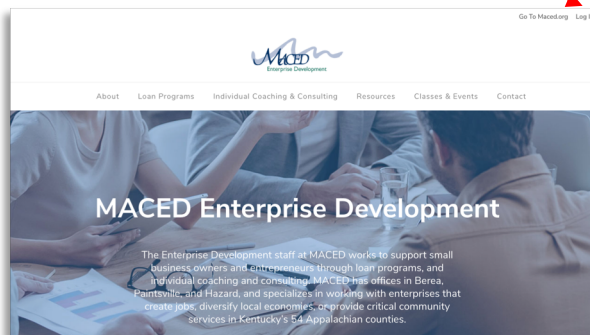 Go To Maced.org Log
MACED
Enterprise Development
About Loan Programs Individual Coaching & Consulting Resources Classes & Events Contact
MACED Enterprise Development
The Enterprise Development staff at MACED works to support small
business owners and entrepreneurs through loan programs, and
individual coaching and consulting. MACED has offices in Berea,
Paintsville, and Hazard, and specializes in working with enterprises that
create jobs, diversify local economies, or provide critical community
services in Kentucky's 54 Appalachian counties.